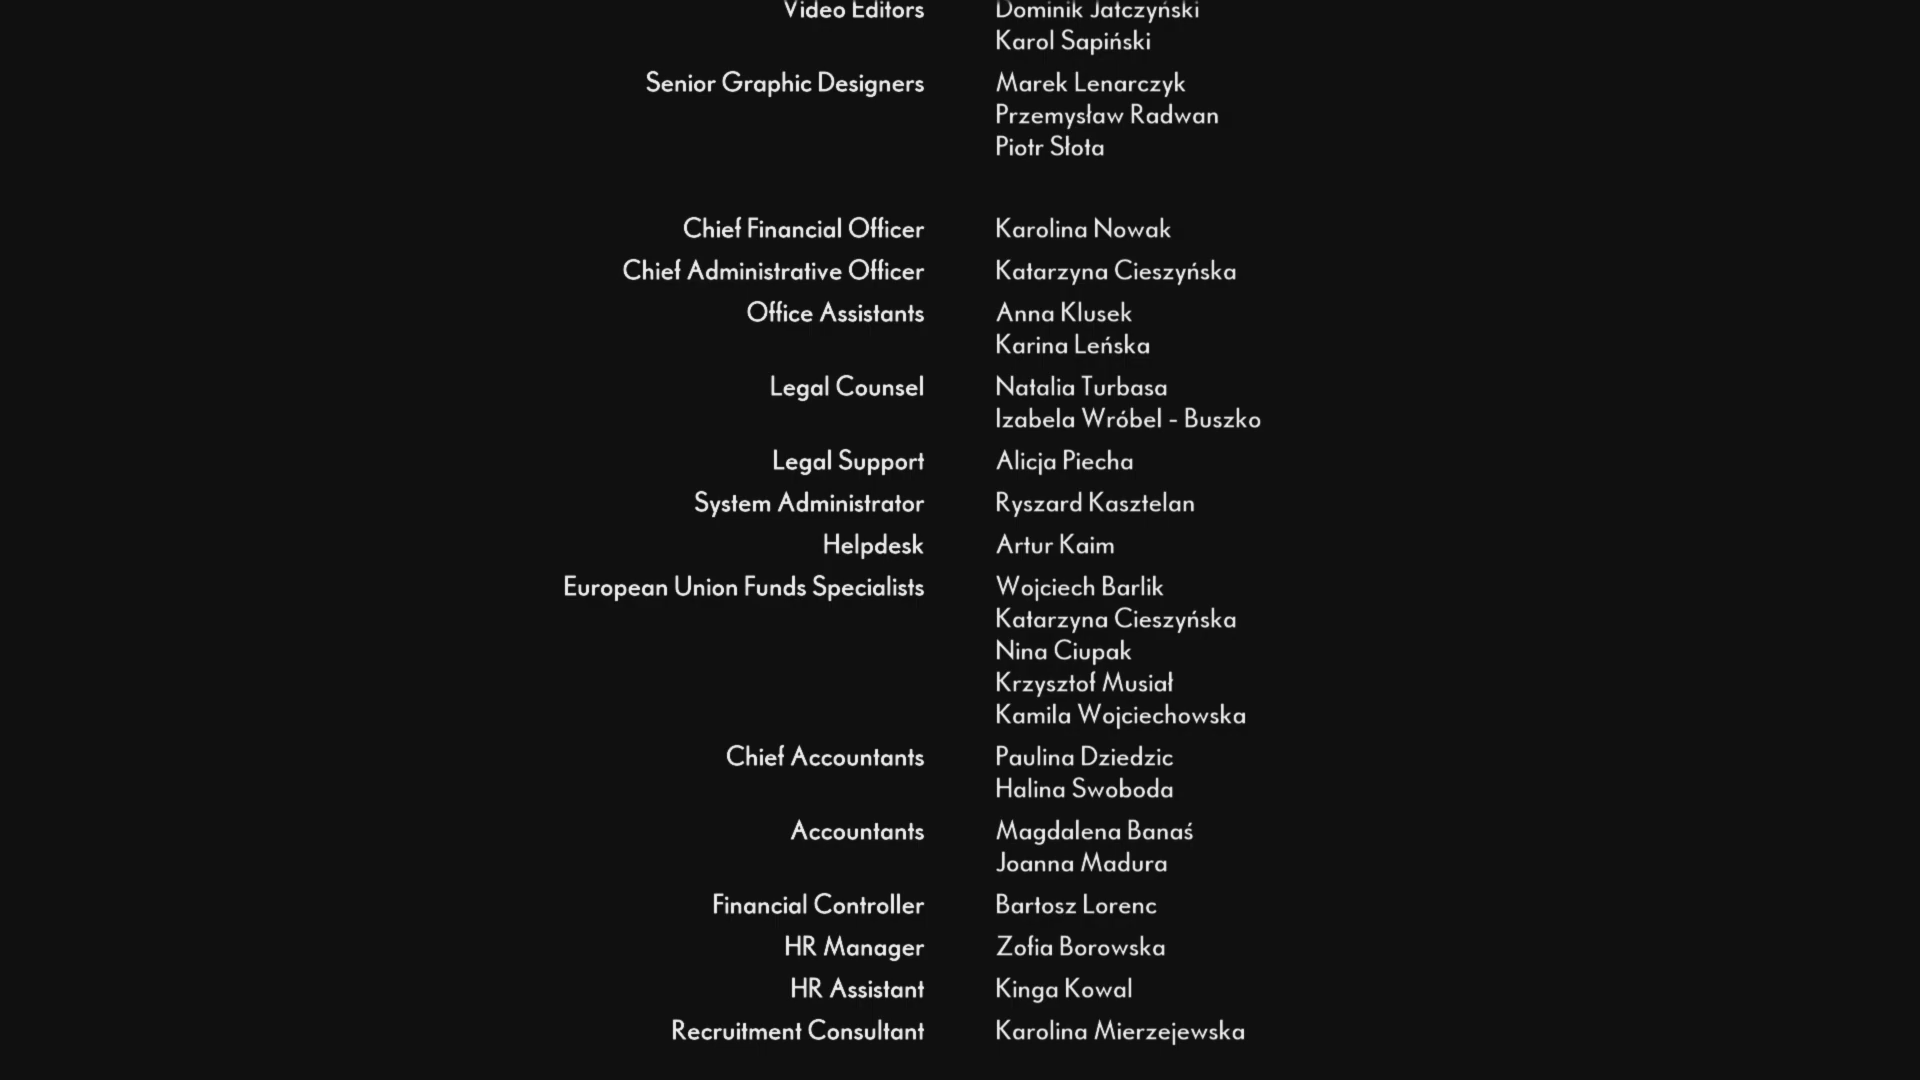 Video Editors Dominik Jatczyński
Karol Sapiński
Senior Graphic Designers Marek Lenarczyk
Przemysław Radwan
Piotr Słota
Chief Financial Officer Karolina Nowak
Chief Administrative Officer Katarzyna Cieszyńska
Office Assistants Anna Klusek
Karina Leńska
Legal Counsel Natalia Turbasa
Izabela Wróbel - Buszko
Legal Support Alicja Piecha
System Administrator Ryszard Kasztelan
Helpdesk Artur Kaim
European Union Funds Specialists Wojciech Barlik
Katarzyna Cieszyńska
Nina Ciupak
Krzysztof Musiał
Kamila Wojciechowska
Chief Accountants Paulina Dziedzic
Halina Swoboda
Accountants Magdalena Banaś
Joanna Madura
Financial Controller Bartosz Lorenc
HR Manager Zofia Borowska
HR Assistant Kinga Kowal
Recruitment Consultant Karolina Mierzejewska